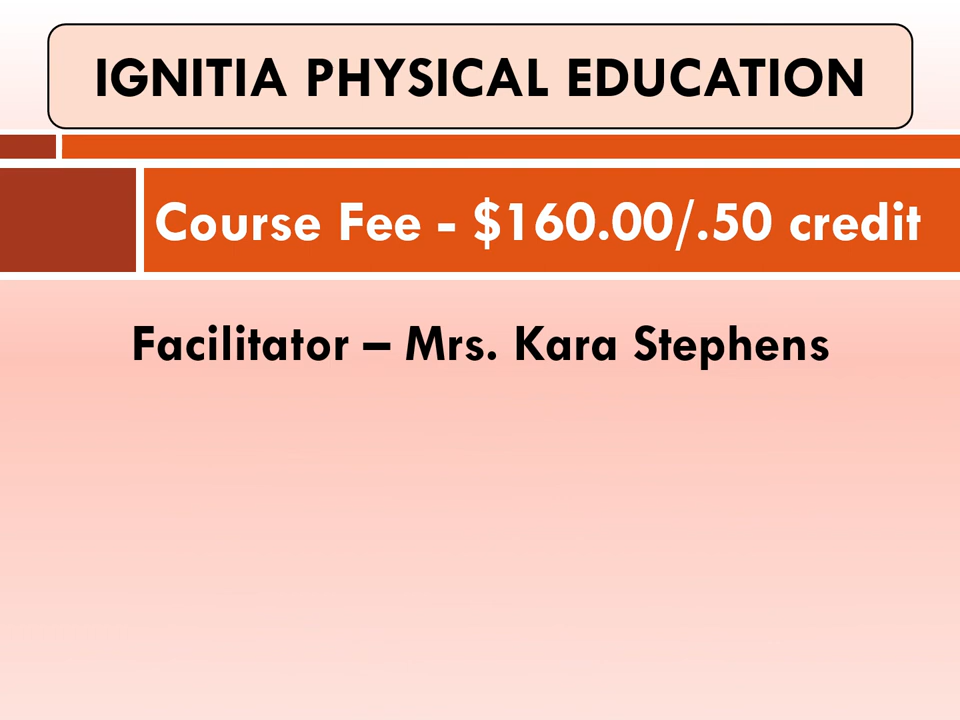 IGNITIA PHYSICAL EDUCATION
Course Fee - $160.00/.50 credit
Facilitator – Mrs. Kara Stephens